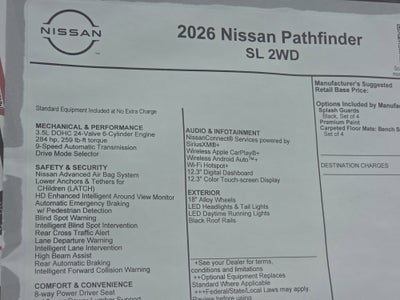 NISSAN
2026 Nissan Pathfinder
SL 2WD
Standard Equipment Included at No Extra Charge
MECHANICAL & PERFORMANCE
3.5L DOHC 24-Valve 6-Cylinder Engine
284 hp, 259 lb-ft torque
9-Speed Automatic Transmission
Drive Mode Selector
SAFETY & SECURITY
Nissan Advanced Air Bag System
Lower Anchors & Tethers for
CHildren (LATCH)
HD Enhanced Intelligent Around View Monitor
Automatic Emergency Braking
w/ Pedestrian Detection
Blind Spot Warning
Intelligent Blind Spot Intervention
Rear Cross Traffic Alert
Lane Departure Warning
Intelligent Lane Intervention
High Beam Assist
Rear Automatic Braking
Intelligent Forward Collision Warning
COMFORT & CONVENIENCE
8-way Power Driver Seat
AUDIO & INFOTAINMENT
NissanConnect® Services powered by
SiriusXM®+
Wireless Apple CarPlay®+
Wireless Android Auto™+
Wi-Fi Hotspot+
12.3" Digital Dashboard
12.3" Color Touch-screen Display
EXTERIOR
18" Alloy Wheels
LED Headlights & Tail Lights
LED Daytime Running Lights
Black Roof Rails
+See your Dealer for terms,
conditions and limitations
++Optional Equipment Replaces
Standard Where Applicable
+++Federal/State/Local Laws may apply.
Review before using
Manufacturer's Suggested
Retail Base Price:
Options Included by Manufa
Splash Guards
Black, Set of 4
Premium Paint
Carpeted Floor Mats: Bench S
Set of 4
DESTINATION CHARGES